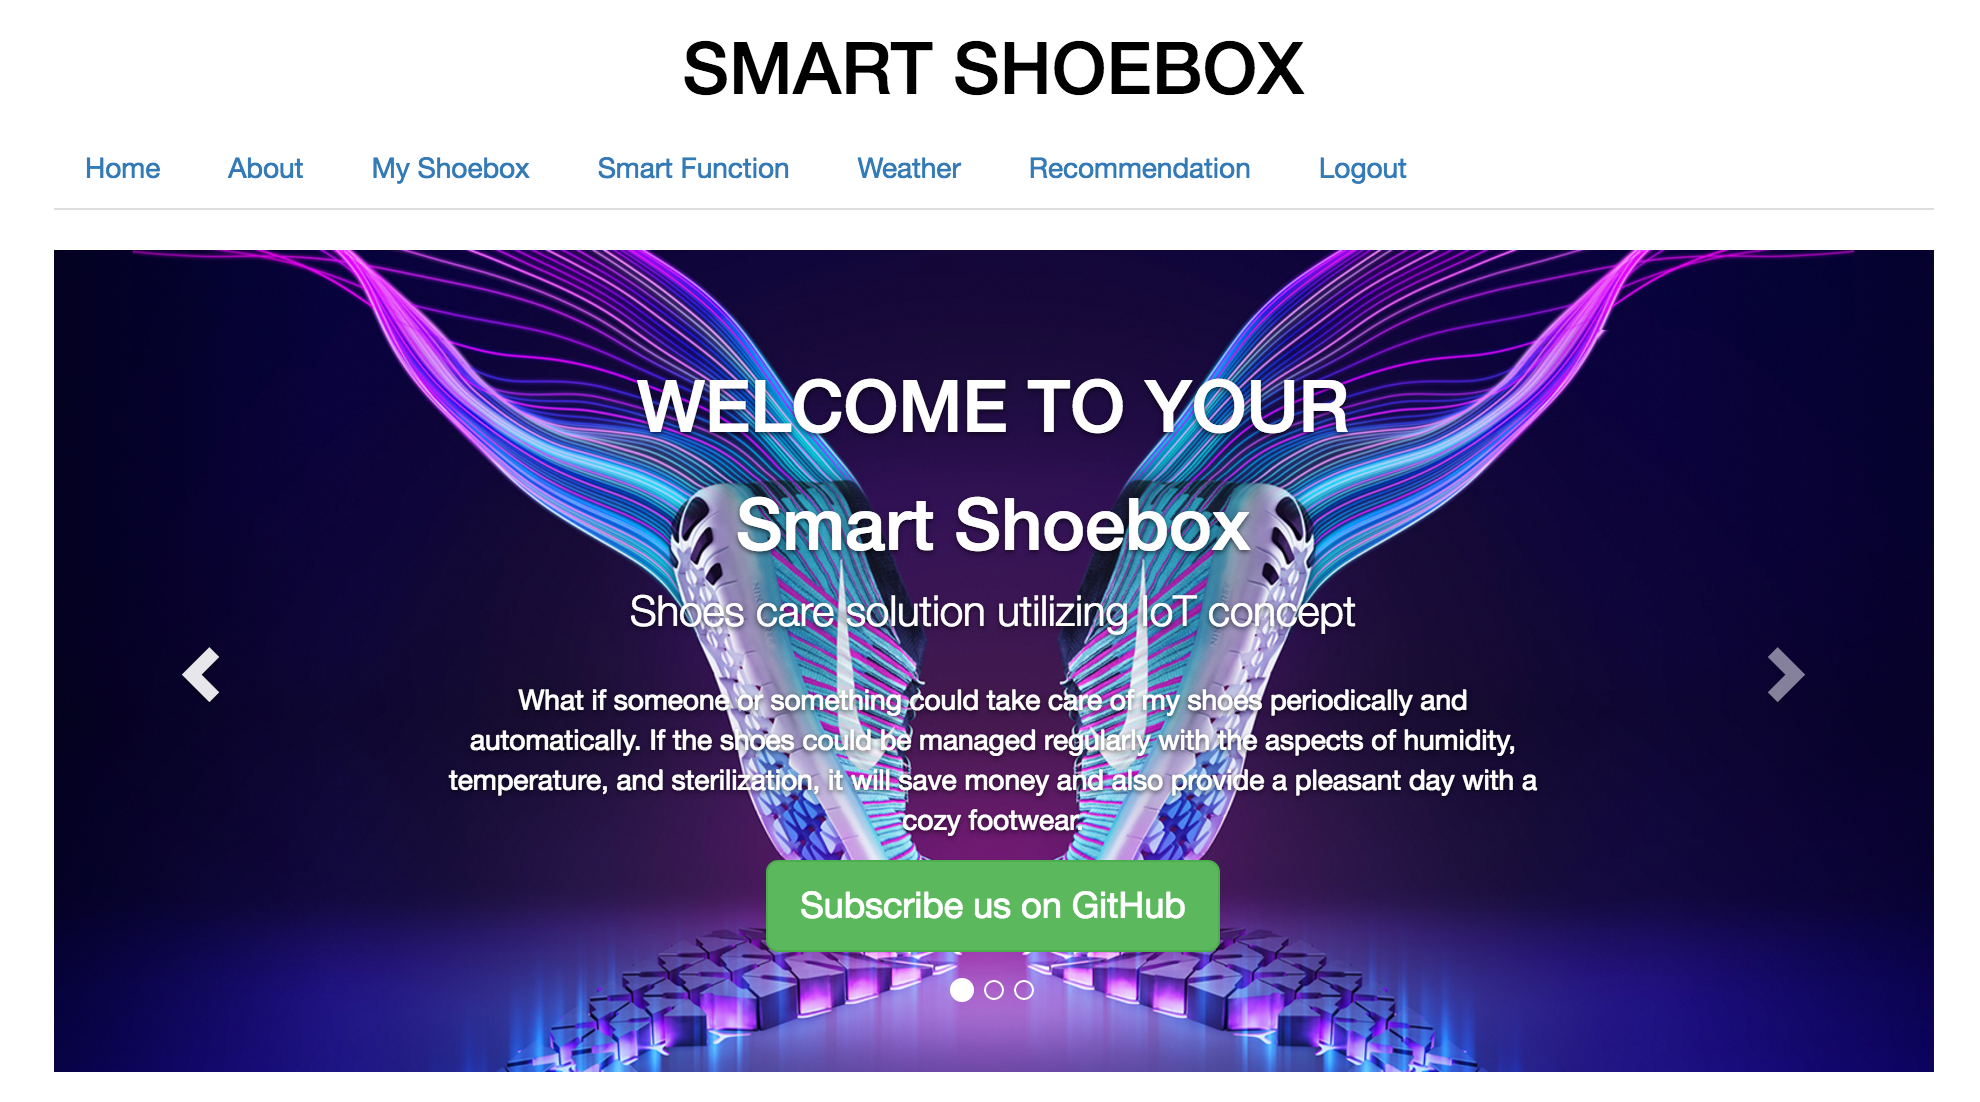 SMART SHOEBOX
Home About My Shoebox Smart Function Weather Recommendation Logout
WELCOME TO YOUR
Smart Shoebox
Shoes care solution utilizing IoT concept
What if someone or something could take care of my shoes periodically and
automatically. If the shoes could be managed regularly with the aspects of humidity,
temperature, and sterilization, it will save money and also provide a pleasant day with a
cozy footwear.
Subscribe us on GitHub